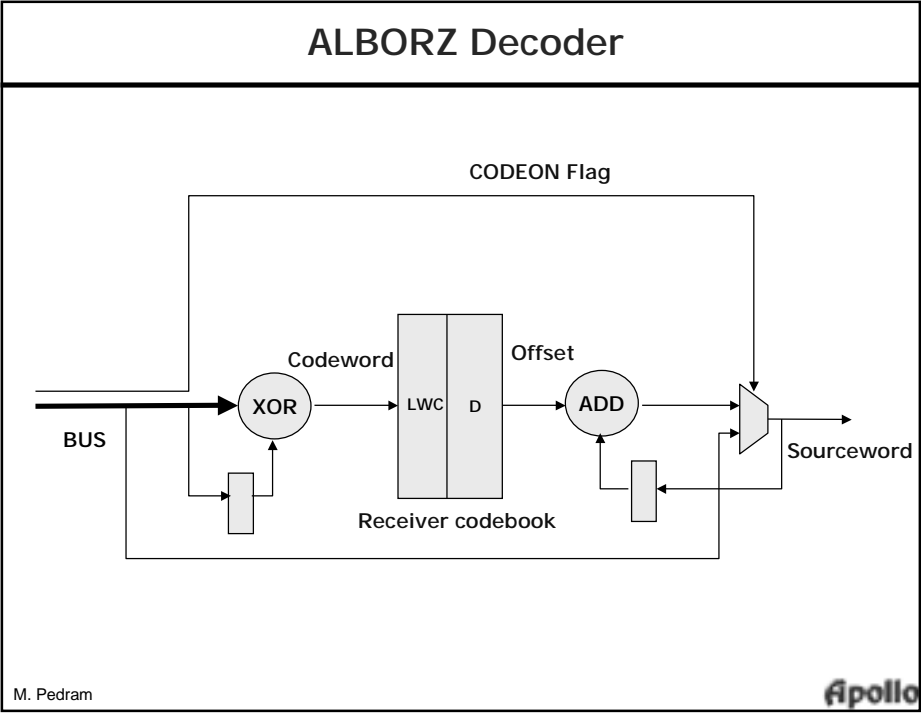 ALBORZ Decoder
CODEON Flag
Codeword
Offset
XOR
LWC
D
ADD
BUS
Sourceword
Receiver codebook
M. Pedram
Apollo